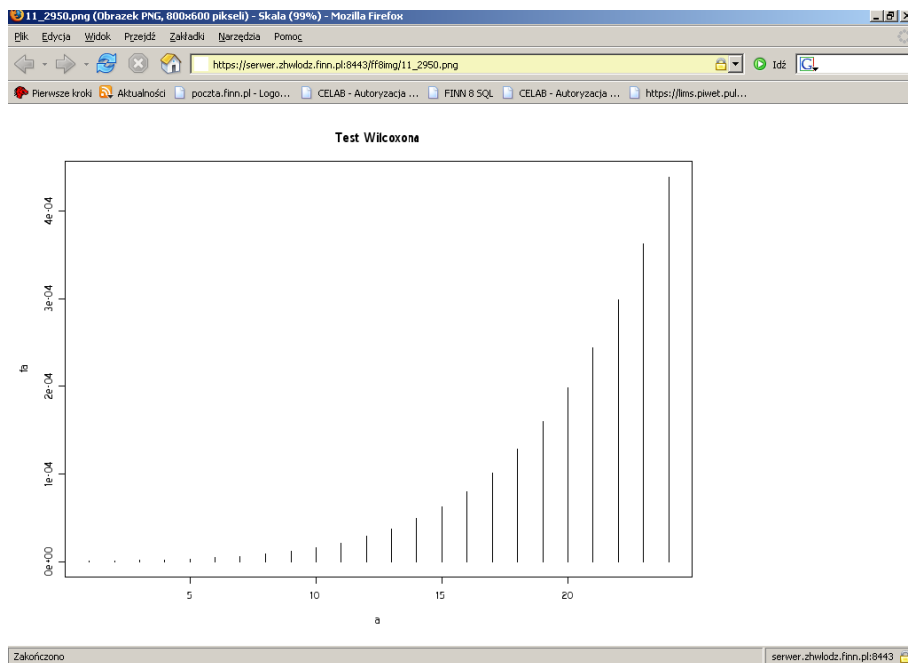 11_2950.png (Obrazek PNG, 800x600 pikseli) - Skala (99%) - Mozilla Firefox
Plik Edycja Widok Przejdź Zakładki Narzędzia Pomoc
https://serwer.zhwlodz.finn.pl:8443/ff8img/11_2950.png Idź G
Pierwsze kroki Aktualności poczta.finn.pl - Logo... CELAB - Autoryzacja ... FINN 8 SQL CELAB - Autoryzacja ... https://lims.piwet.pul...
Test Wilcoxona
4e-04
3e-04
fa
2e-04
1e-04
0e+00
5 10 15 20
a
Zakończono serwer.zhwlodz.finn.pl:8443